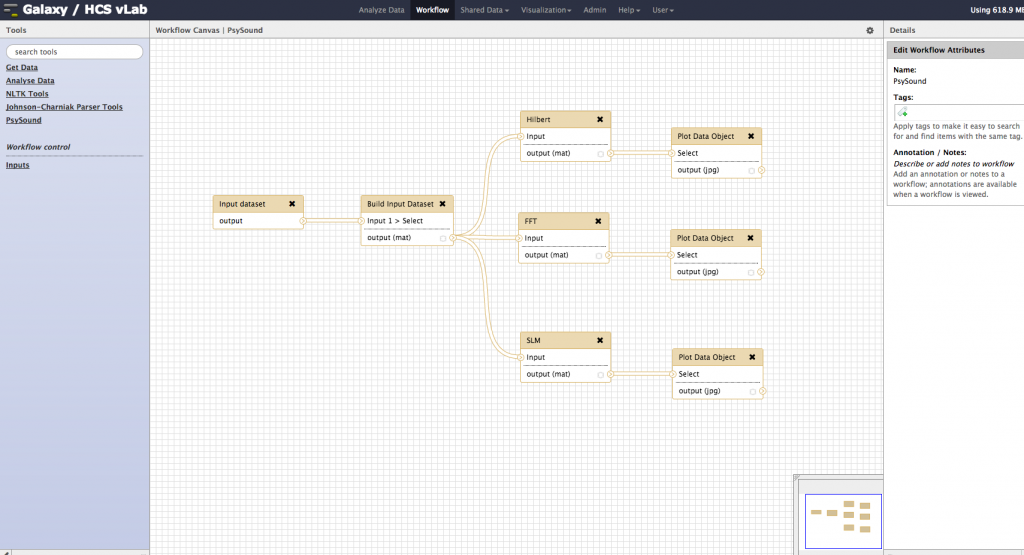 Galaxy / HCS vLab
Analyze Data Workflow Shared Data Visualization Admin Help User
Using 618.9 MB
Tools
search tools
Get Data
Analyse Data
NLTK Tools
Johnson-Charniak Parser Tools
PsySound
Workflow control
Inputs
Workflow Canvas | PsySound
Input dataset
output
Build Input Dataset
Input 1 > Select
output (mat)
Hilbert
Input
output (mat)
Plot Data Object
Select
output (jpg)
FFT
Input
output (mat)
Plot Data Object
Select
output (jpg)
SLM
Input
output (mat)
Plot Data Object
Select
output (jpg)
Details
Edit Workflow Attributes
Name:
PsySound
Tags:
Apply tags to make it easy to search
for and find items with the same tag.
Annotation / Notes:
Describe or add notes to workflow
Add an annotation or notes to a
workflow; annotations are available
when a workflow is viewed.